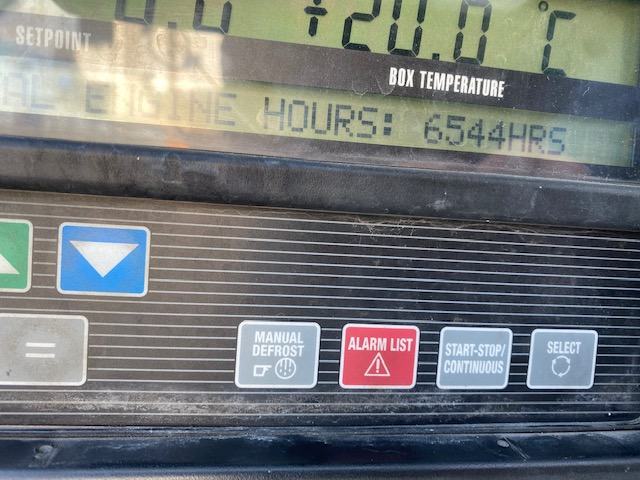 +20.0 °C
SETPOINT
BOX TEMPERATURE
ENGINE HOURS: 6544HRS
=
MANUAL DEFROST
ALARM LIST
START-STOP/ CONTINUOUS
SELECT